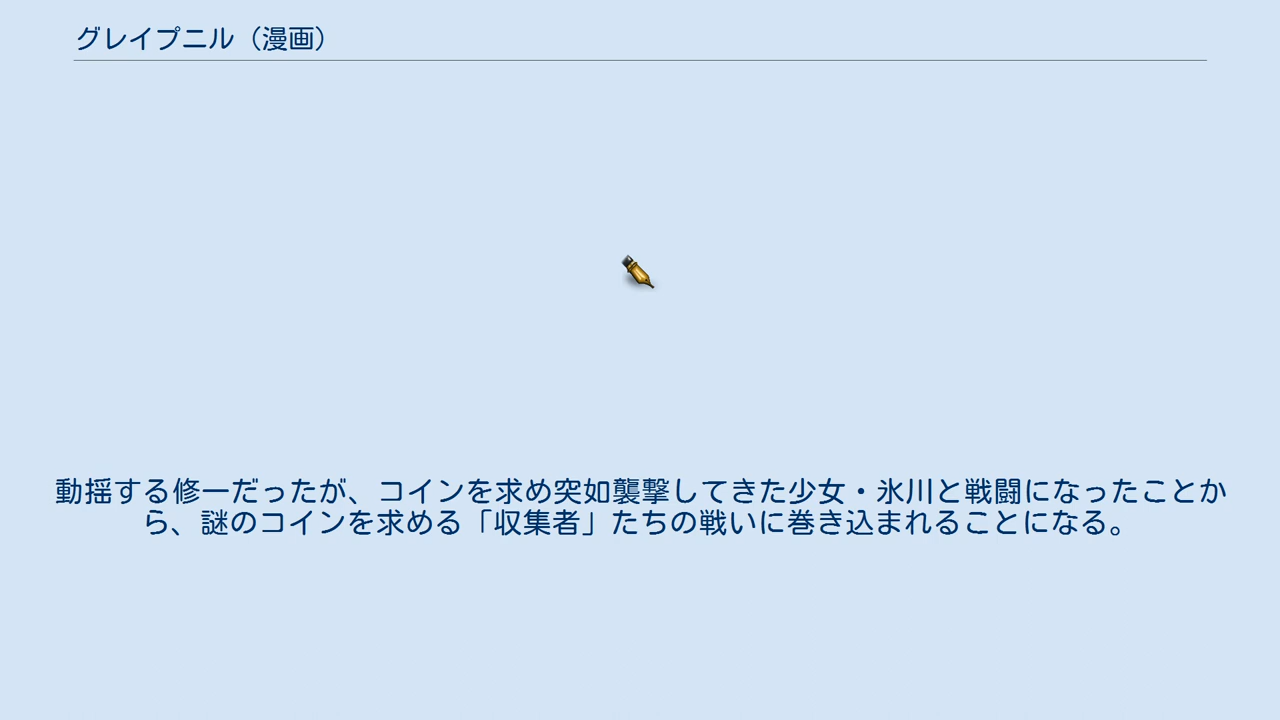 グレイプニル（漫画）
動揺する修一だったが、コインを求め突如襲撃してきた少女・氷川と戦闘になったことか
ら、謎のコインを求める「収集者」たちの戦いに巻き込まれることになる。